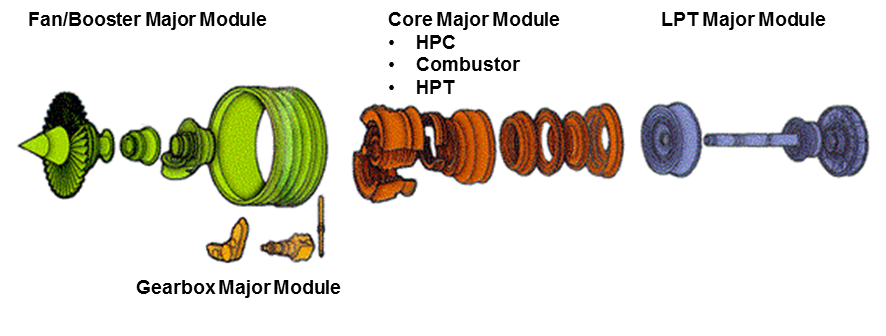 Fan/Booster Major Module
Core Major Module
• HPC
• Combustor
• HPT
LPT Major Module
Gearbox Major Module